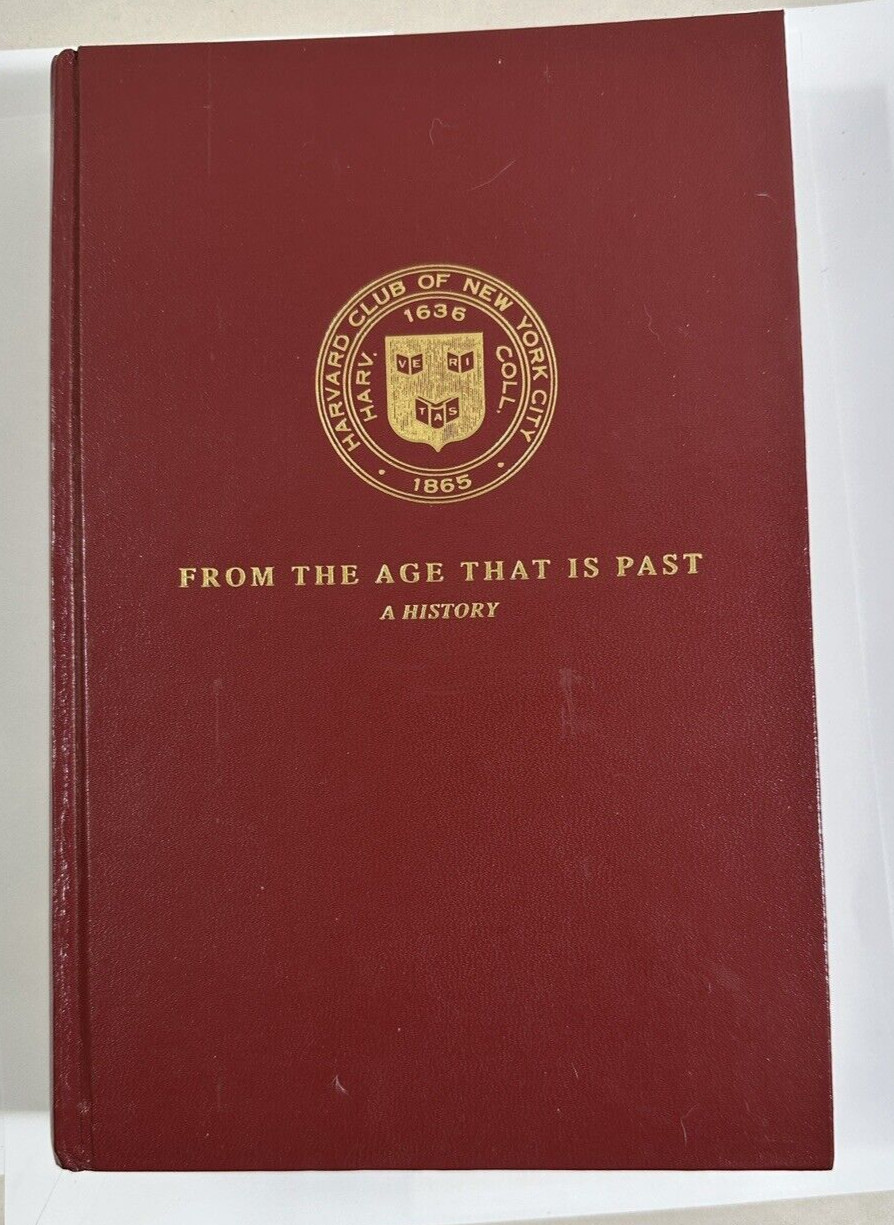 HARVARD CLUB OF NEW YORK CITY
1636
HARV. COLL.
VE RI
TAS
• 1865 •
FROM THE AGE THAT IS PAST
A HISTORY